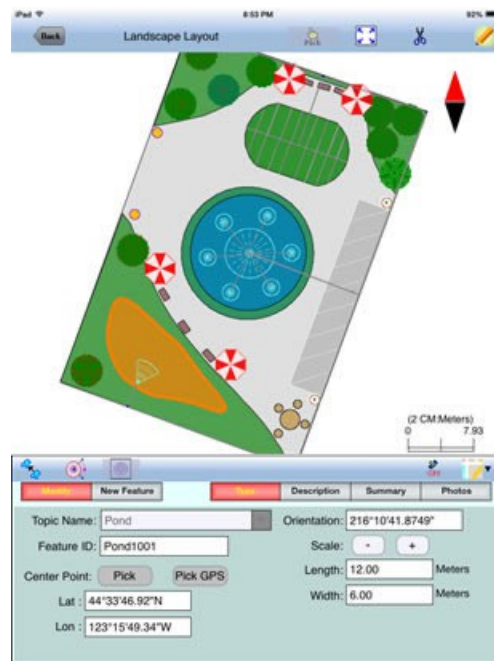 iPad 8:53 PM 92%
Back Landscape Layout Pick
(2 CM:Meters)
0 7.93
GPS
Modify New Feature Data Description Summary Photos
Topic Name: Pond Orientation: 216°10'41.8749"
Feature ID: Pond1001 Scale: - +
Center Point: Pick Pick GPS Length: 12.00 Meters
Lat : 44°33'46.92"N Width: 6.00 Meters
Lon : 123°15'49.34"W